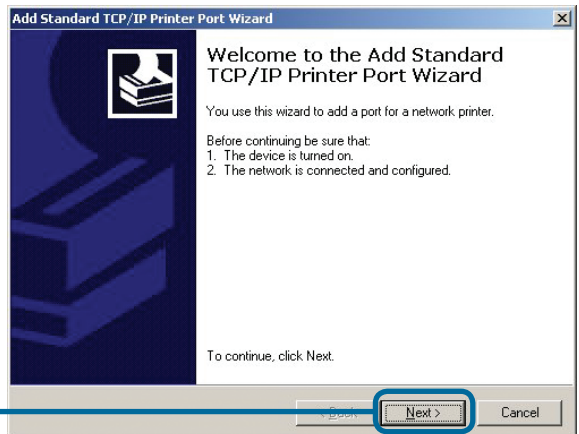 Add Standard TCP/IP Printer Port Wizard
Welcome to the Add Standard
TCP/IP Printer Port Wizard
You use this wizard to add a port for a network printer.
Before continuing be sure that:
1. The device is turned on.
2. The network is connected and configured.
To continue, click Next.
< Back
Next >
Cancel